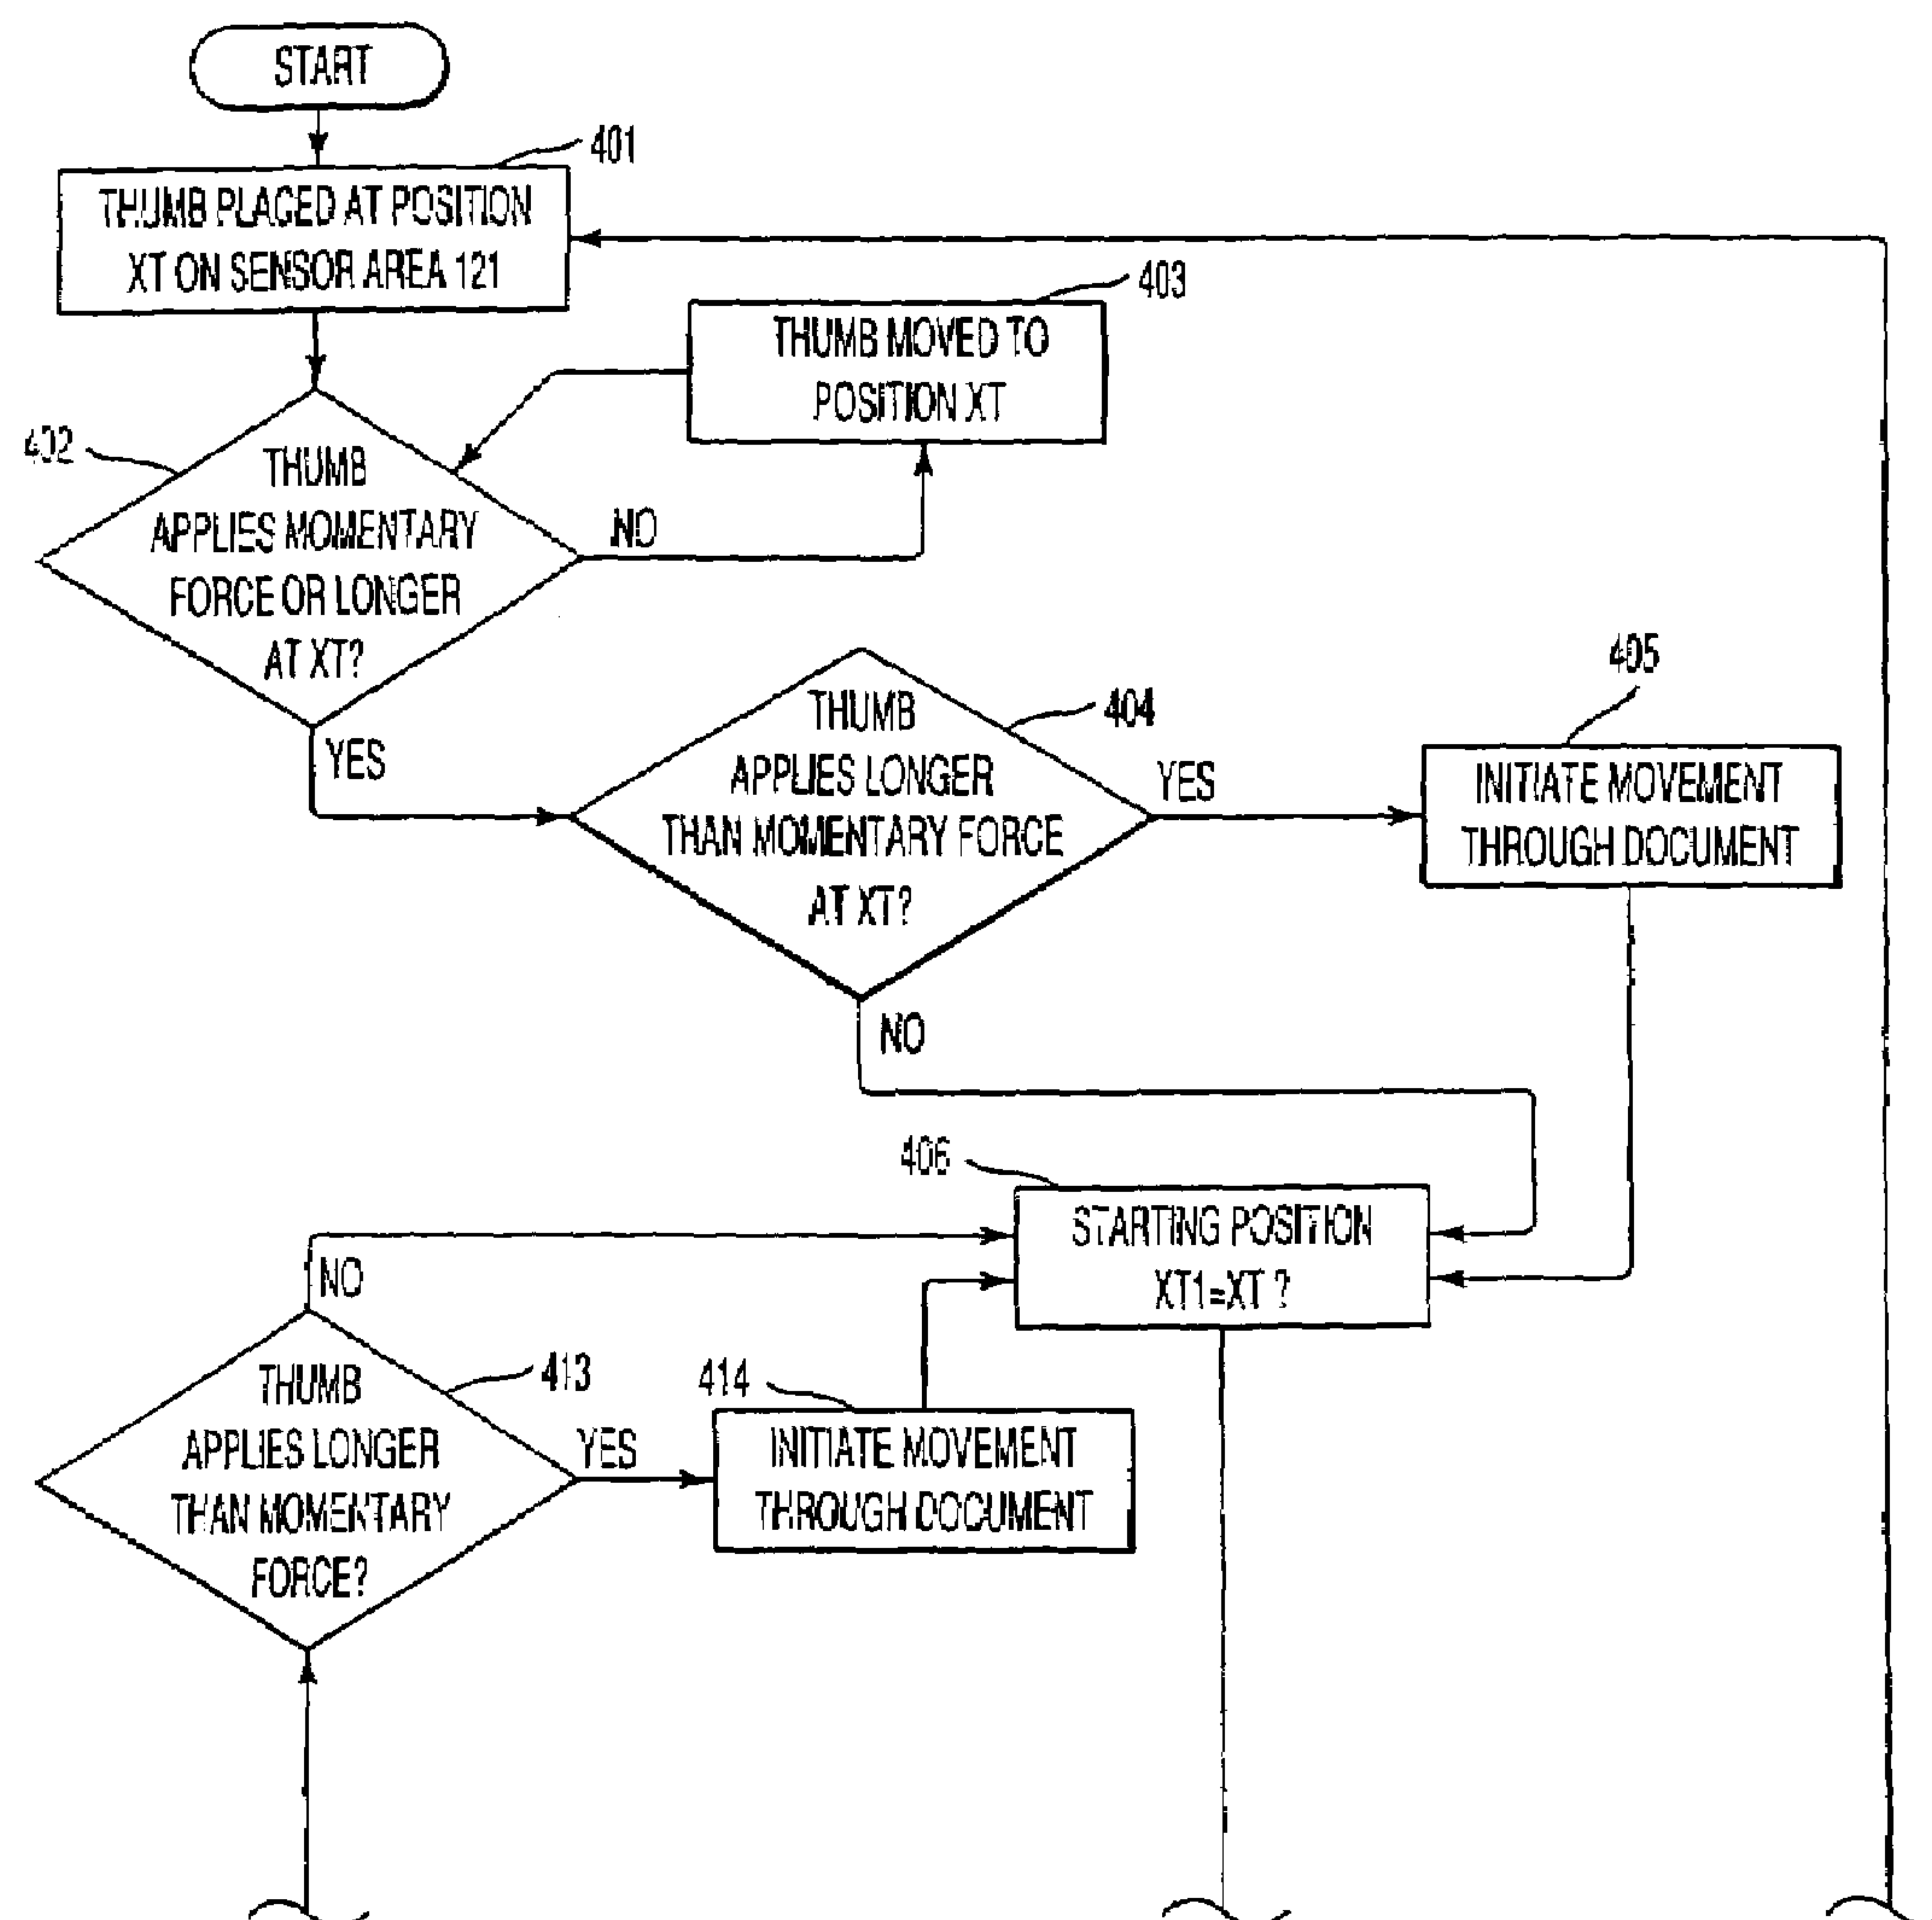 START
401
THUMB PLACED AT POSITION
XT ON SENSOR AREA 121
403
THUMB MOVED TO
POSITION XT
402
THUMB
APPLIES MOMENTARY
FORCE OR LONGER
AT XT?
NO
YES
404
THUMB
APPLIES LONGER
THAN MOMENTARY FORCE
AT XT?
YES
405
INITIATE MOVEMENT
THROUGH DOCUMENT
NO
406
STARTING POSITION
XT1=XT ?
NO
413
THUMB
APPLIES LONGER
THAN MOMENTARY
FORCE?
YES
414
INITIATE MOVEMENT
THROUGH DOCUMENT